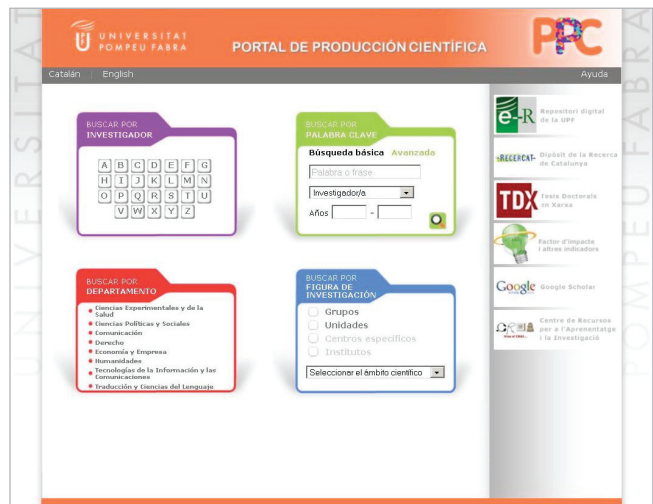 UNIVERSITAT
POMPEU FABRA
PORTAL DE PRODUCCIÓN CIENTÍFICA
PPC
Catalán | English
Ayuda
BUSCAR POR
INVESTIGADOR
A B C D E F G
H I J K L M N
O P Q R S T U
V W X Y Z
BUSCAR POR
PALABRA CLAVE
Búsqueda básica Avanzada
Palabra o frase
Investigador/a
Años -
BUSCAR POR
DEPARTAMENTO
Ciencias Experimentales y de la
Salud
Ciencias Políticas y Sociales
Comunicación
Derecho
Economía y Empresa
Humanidades
Tecnologías de la Información y las
Comunicaciones
Traducción y Ciencias del Lenguaje
BUSCAR POR
FIGURA DE
INVESTIGACIÓN
Grupos
Unidades
Centros específicos
Institutos
Seleccionar el ámbito científico
e-R
Repositori digital
de la UPF
RECERCAT
Dipòsit de la Recerca
de Catalunya
TDX
Tesis Doctorals
en Xarxa
Factor d'impacte
i altres indicadors
Google
Google Scholar
Centre de Recursos
per a l'Aprenentatge
i la Investigació
UNIVERSITAT
POMPEU FABRA